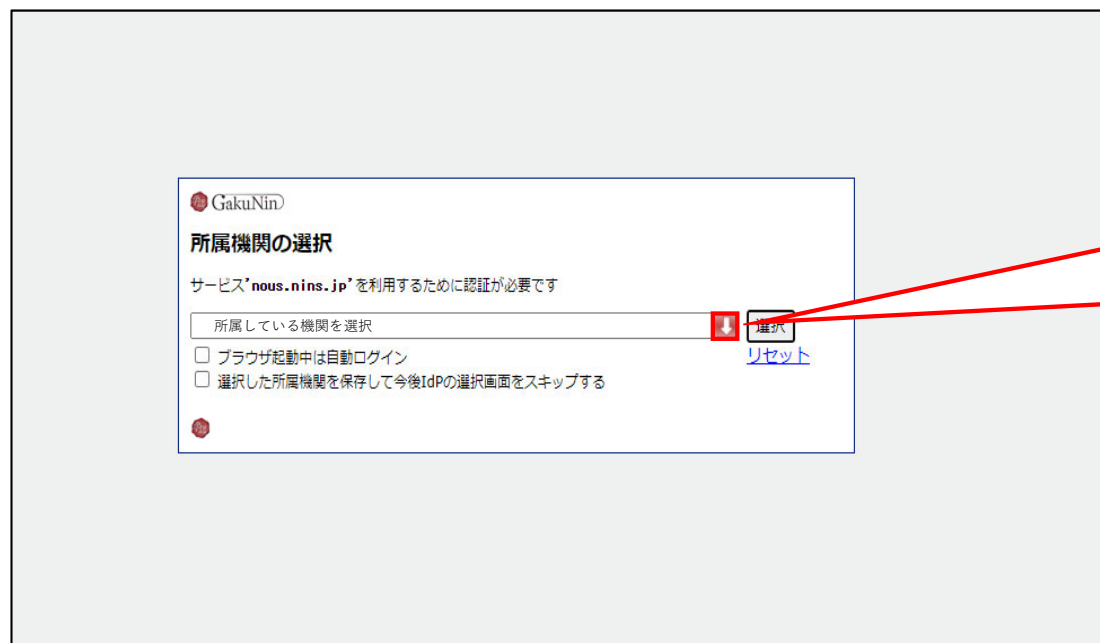 GakuNin
所属機関の選択
サービス'nous.nins.jp'を利用するために認証が必要です
所属している機関を選択
選択
ブラウザ起動中は自動ログイン
リセット
選択した所属機関を保存して今後IdPの選択画面をスキップする